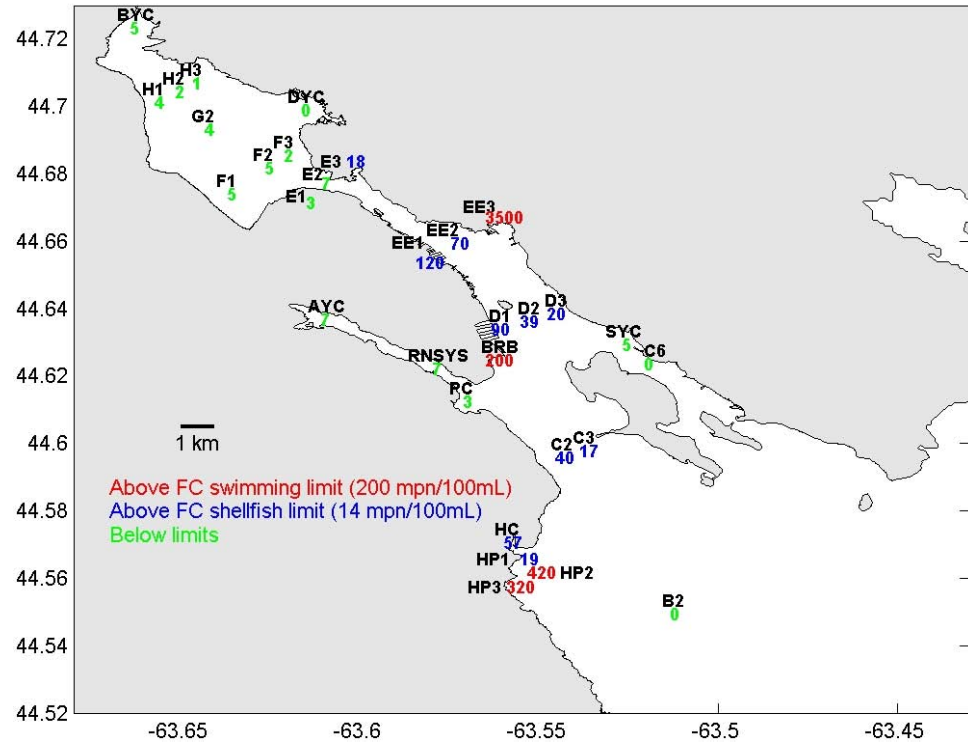 BYC
5
44.72
H3
1
H2
2
H1
4
44.7
DYC
0
G2
4
F3
2
F2
5
E3
18
44.68
E2
7
F1
5
E1
3
EE3
3500
EE2
70
44.66
EE1
120
44.64
AYC
7
D1
90
D2
39
D3
20
BRB
200
SYC
5
C6
0
RNSYS
7
44.62
PC
3
44.6
1 km
C2
40
C3
17
Above FC swimming limit (200 mpn/100mL)
Above FC shellfish limit (14 mpn/100mL)
Below limits
44.58
HC
57
HP1 19
44.56
420 HP2
HP3 320
B2
0
44.54
44.52
-63.65 -63.6 -63.55 -63.5 -63.45